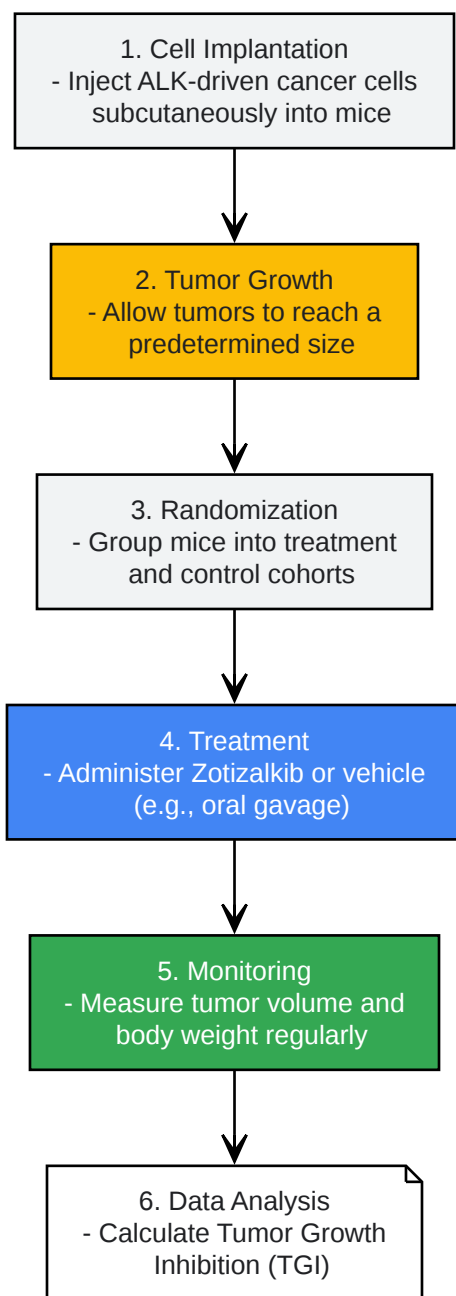 1. Cell Implantation
- Inject ALK-driven cancer cells
subcutaneously into mice
2. Tumor Growth
- Allow tumors to reach a
predetermined size
3. Randomization
- Group mice into treatment
and control cohorts
4. Treatment
- Administer Zotizalkib or vehicle
(e.g., oral gavage)
5. Monitoring
- Measure tumor volume and
body weight regularly
6. Data Analysis
- Calculate Tumor Growth
Inhibition (TGI)